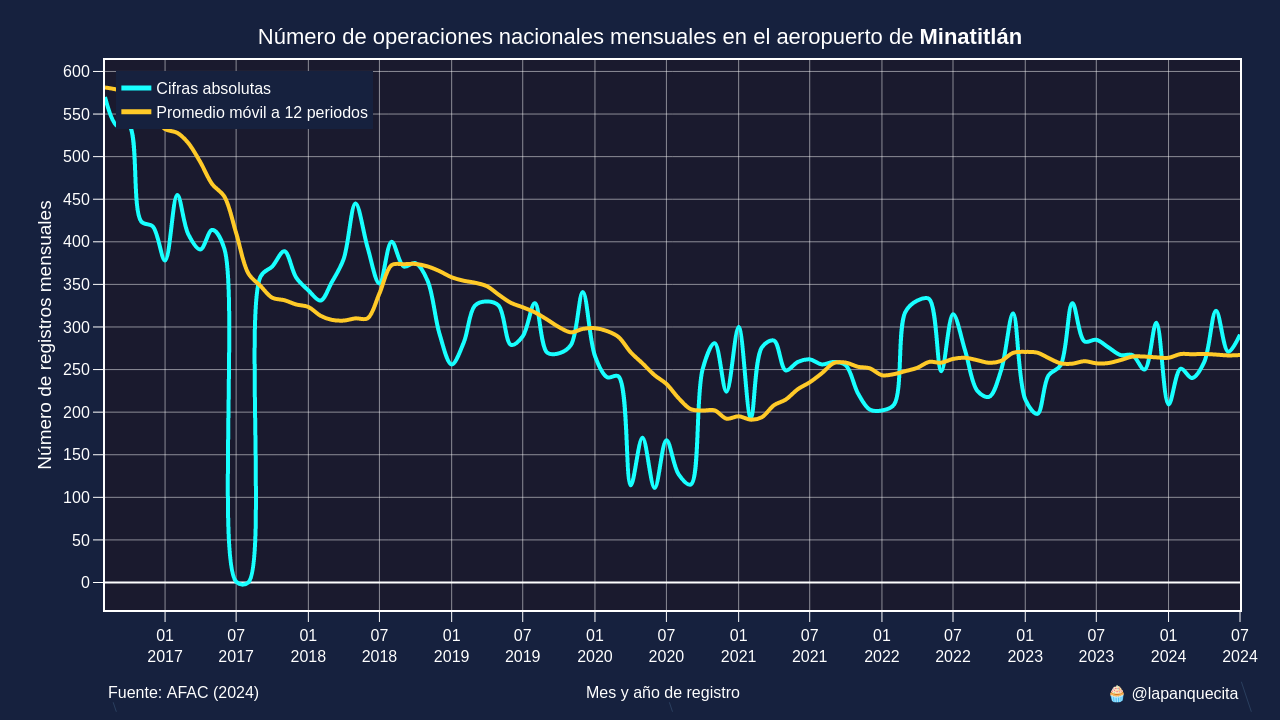 Número de operaciones nacionales mensuales en el aeropuerto de Minatitlán
Cifras absolutas
Promedio móvil a 12 periodos
Número de registros mensuales
600
550
500
450
400
350
300
250
200
150
100
50
0
01 07 01 07 01 07 01 07 01 07 01 07 01 07 01 07
2017 2017 2018 2018 2019 2019 2020 2020 2021 2021 2022 2022 2023 2023 2024 2024
Fuente: AFAC (2024)
Mes y año de registro
🧁 @lapanquecita